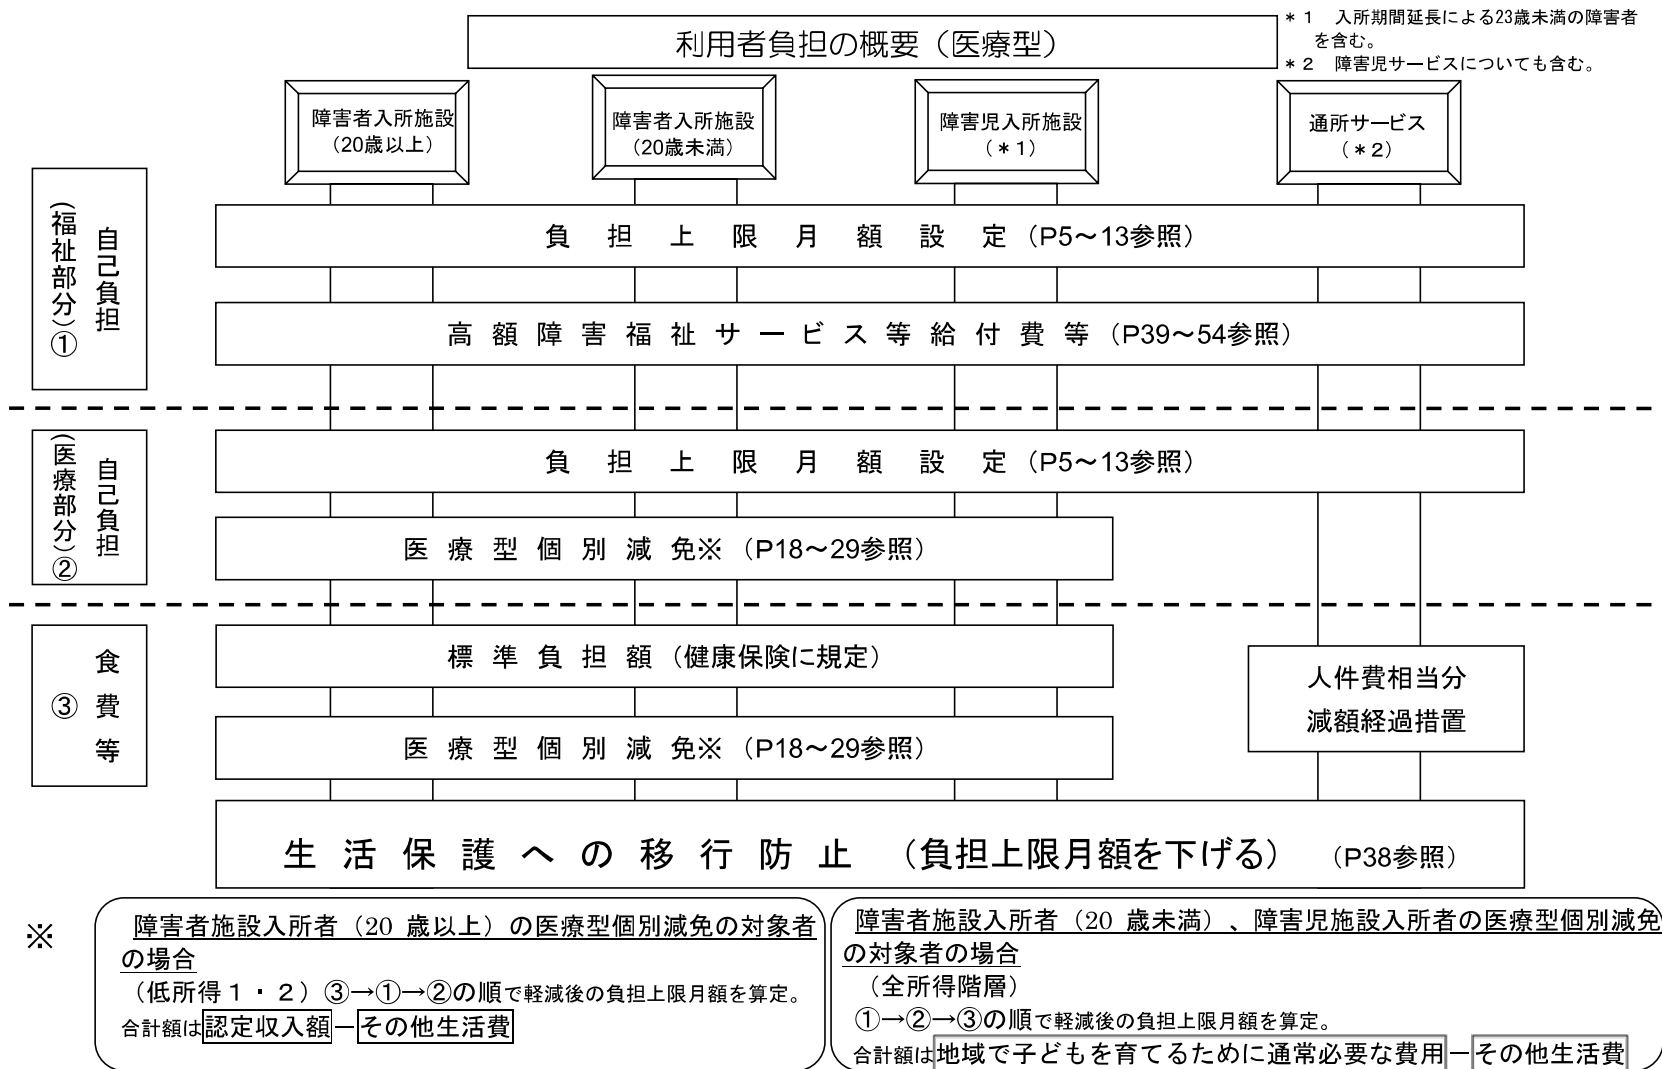 利用者負担の概要（医療型）
＊１　入所期間延長による23歳未満の障害者
を含む。
＊２　障害児サービスについても含む。
障害者入所施設
（20歳以上）
障害者入所施設
（20歳未満）
障害児入所施設
（＊１）
通所サービス
（＊２）
自己負担
（福祉部分）①
負担上限月額設定（P5～13参照）
高額障害福祉サービス等給付費等（P39～54参照）
自己負担
（医療部分）②
負担上限月額設定（P5～13参照）
医療型個別減免※（P18～29参照）
食費等
③
標準負担額（健康保険に規定）
医療型個別減免※（P18～29参照）
人件費相当分
減額経過措置
生活保護への移行防止（負担上限月額を下げる）（P38参照）
※
障害者施設入所者（20 歳以上）の医療型個別減免の対象者
の場合
（低所得１・２）③→①→②の順で軽減後の負担上限月額を算定。
合計額は認定収入額－その他生活費
障害者施設入所者（20 歳未満）、障害児施設入所者の医療型個別減免
の対象者の場合
（全所得階層）
①→②→③の順で軽減後の負担上限月額を算定。
合計額は地域で子どもを育てるために通常必要な費用－その他生活費